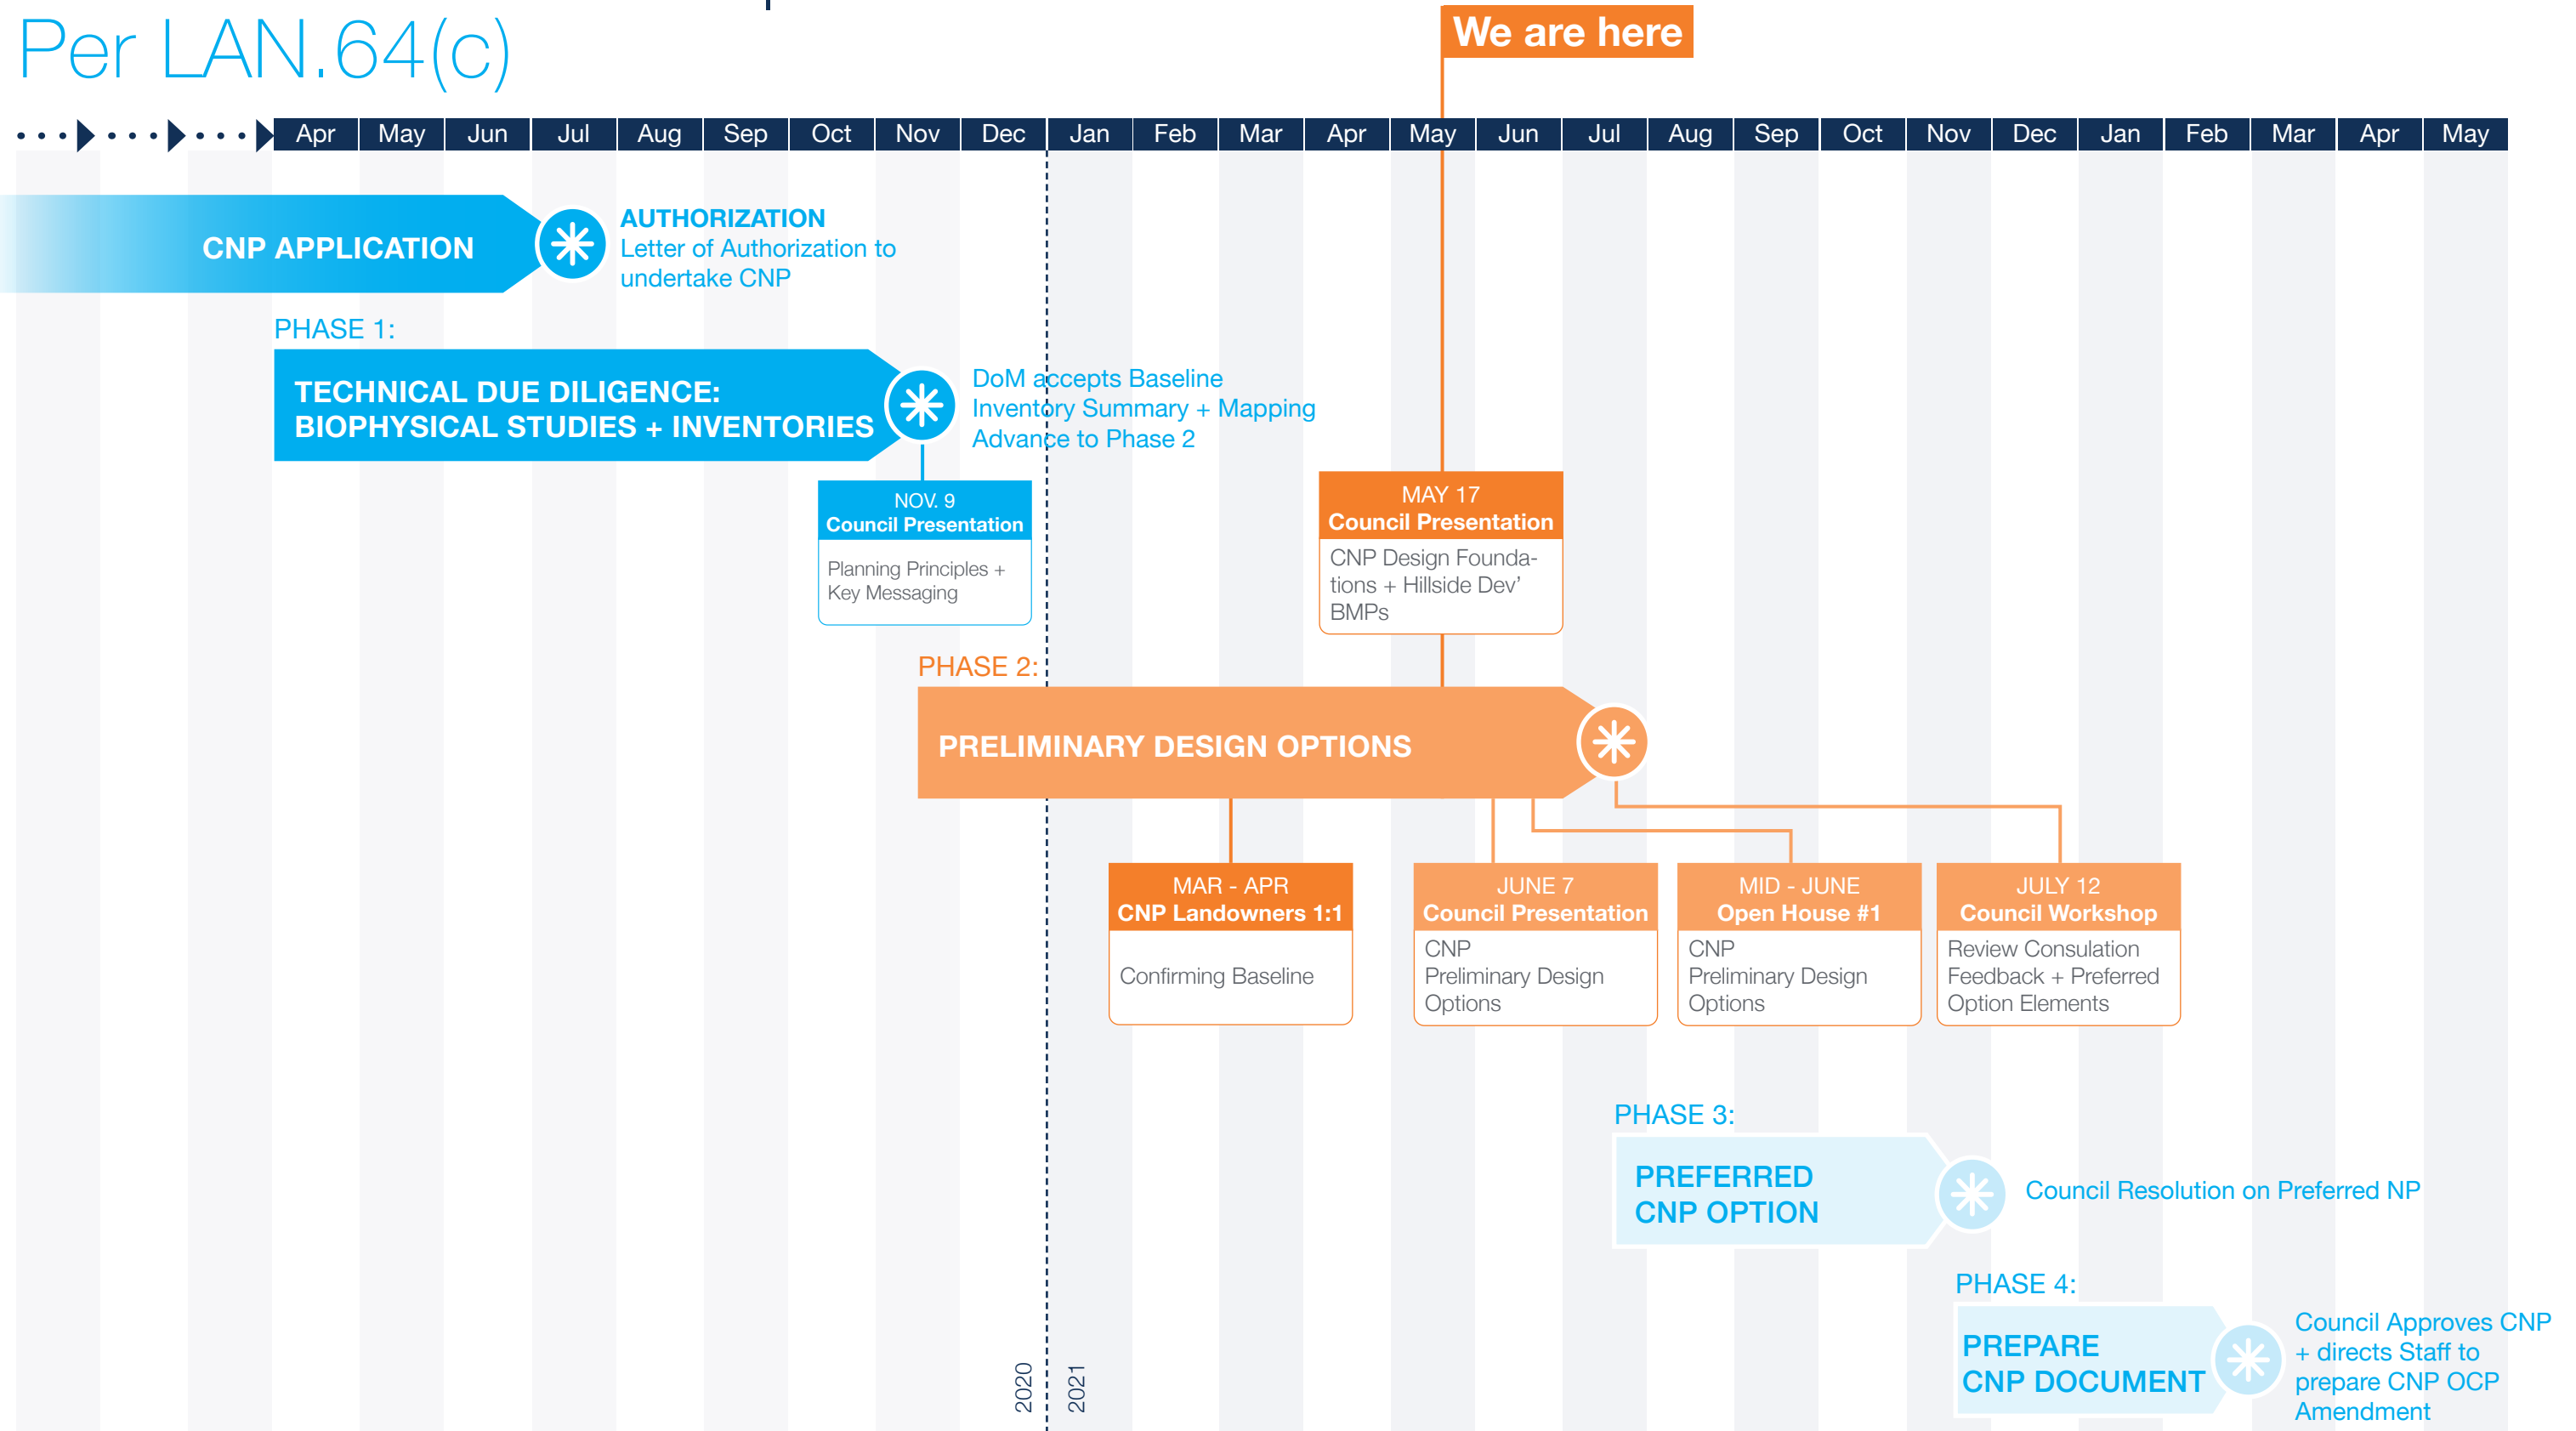 Per LAN.64(c)
We are here
Apr May Jun Jul Aug Sep Oct Nov Dec Jan Feb Mar Apr May Jun Jul Aug Sep Oct Nov Dec Jan Feb Mar Apr May
CNP APPLICATION
AUTHORIZATION
Letter of Authorization to
undertake CNP
PHASE 1:
TECHNICAL DUE DILIGENCE:
BIOPHYSICAL STUDIES + INVENTORIES
DoM accepts Baseline
Inventory Summary + Mapping
Advance to Phase 2
NOV. 9
Council Presentation
Planning Principles +
Key Messaging
MAY 17
Council Presentation
CNP Design Founda-
tions + Hillside Dev'
BMPs
PHASE 2:
PRELIMINARY DESIGN OPTIONS
MAR - APR
CNP Landowners 1:1
Confirming Baseline
JUNE 7
Council Presentation
CNP
Preliminary Design
Options
MID - JUNE
Open House #1
CNP
Preliminary Design
Options
JULY 12
Council Workshop
Review Consulation
Feedback + Preferred
Option Elements
PHASE 3:
PREFERRED
CNP OPTION
Council Resolution on Preferred NP
PHASE 4:
PREPARE
CNP DOCUMENT
Council Approves CNP
+ directs Staff to
prepare CNP OCP
Amendment
2020
2021